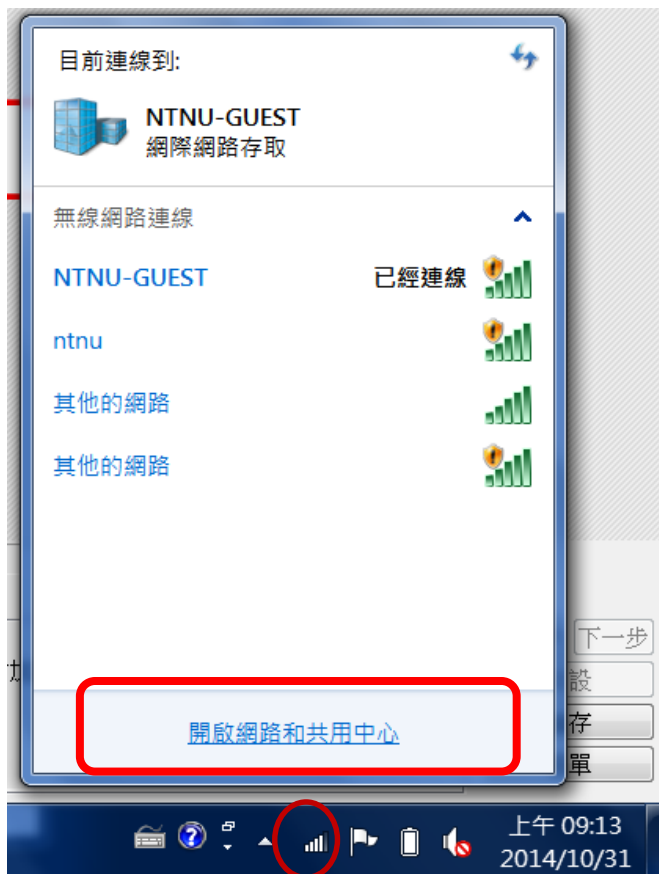 目前連線到:
NTNU-GUEST
網際網路存取
無線網路連線
NTNU-GUEST 已經連線
ntnu
其他的網路
其他的網路
下一步
設
存
開啟網路和共用中心
單
上午 09:13
2014/10/31